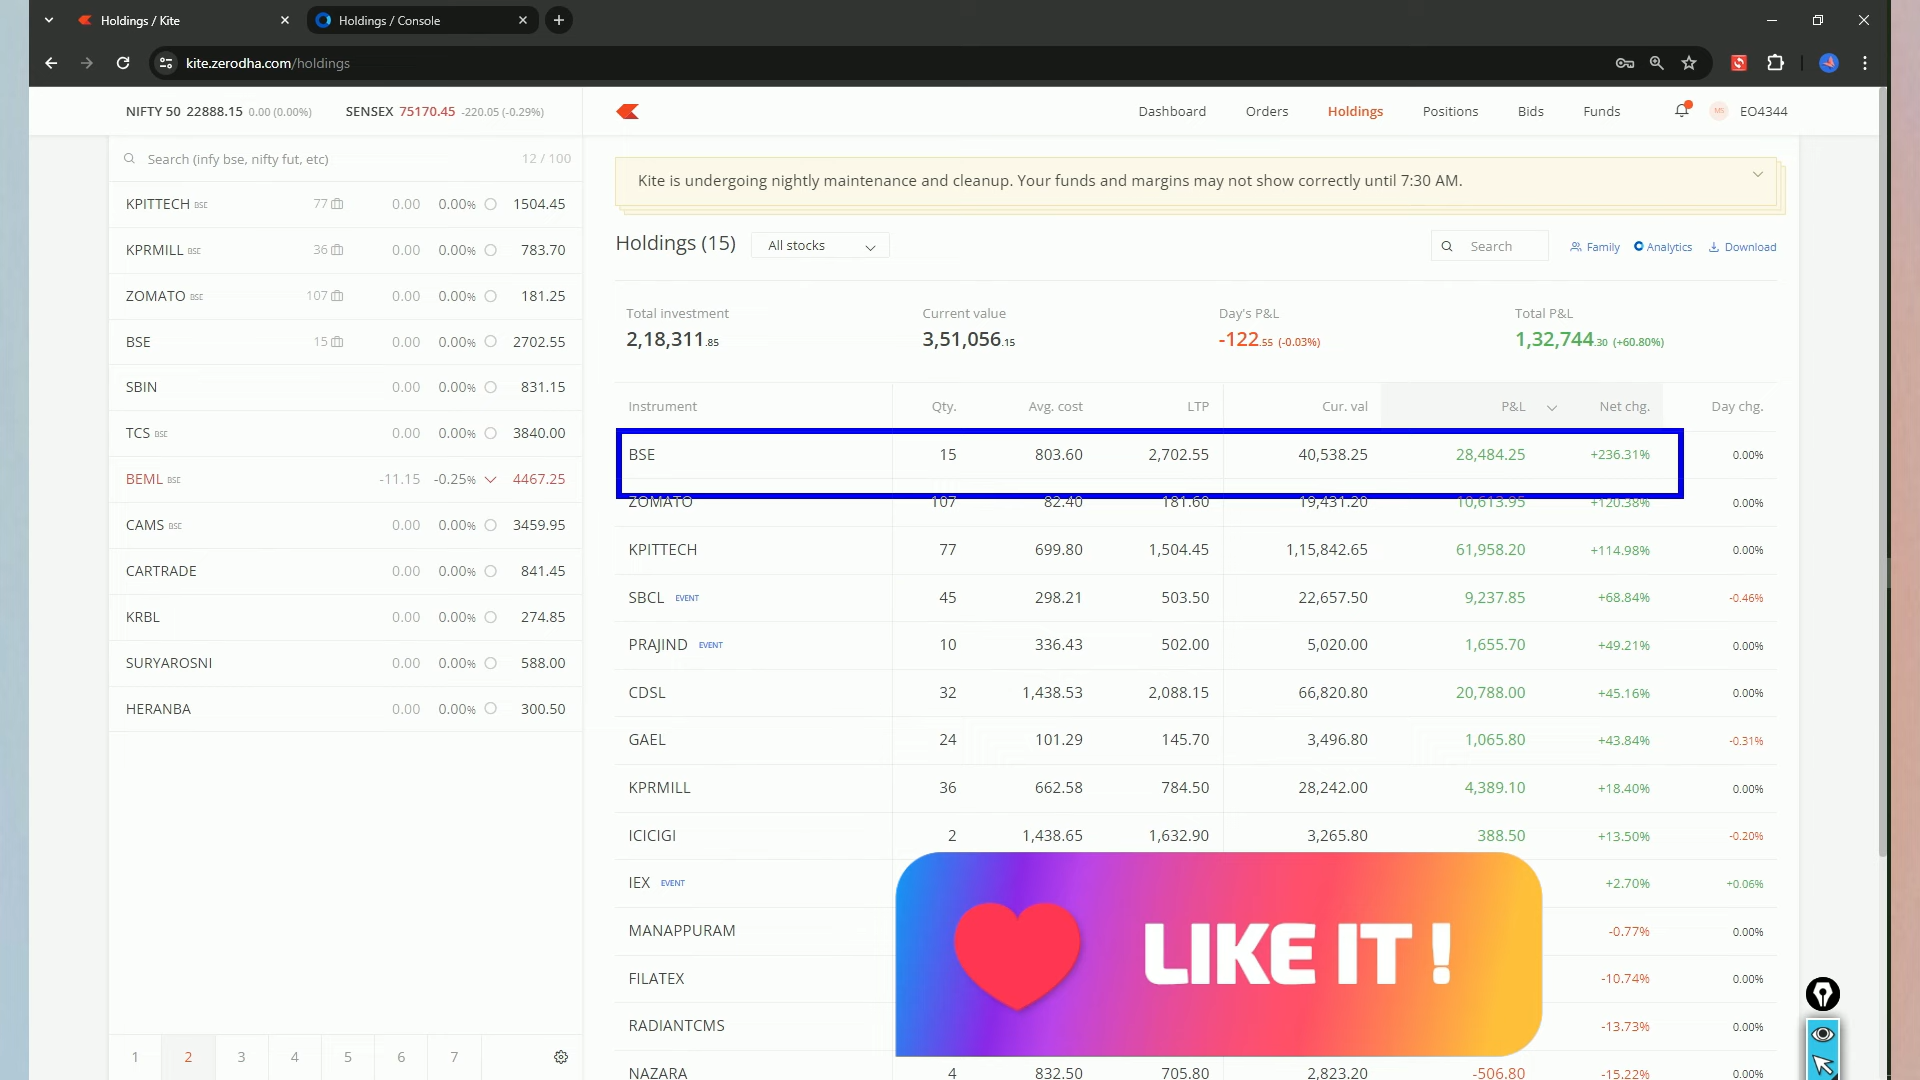 Holdings / Kite
Holdings / Console
kite.zerodha.com/holdings
NIFTY 50 22888.15 0.00 (0.00%) SENSEX 75170.45 -220.05 (-0.29%)
Dashboard Orders Holdings Positions Bids Funds MS EO4344
Search (infy bse, nifty fut, etc) 12 / 100
KPITTECH BSE 77 0.00 0.00% 1504.45
KPRMILL BSE 36 0.00 0.00% 783.70
ZOMATO BSE 107 0.00 0.00% 181.25
BSE 15 0.00 0.00% 2702.55
SBIN 0.00 0.00% 831.15
TCS BSE 0.00 0.00% 3840.00
BEML BSE -11.15 -0.25% 4467.25
CAMS BSE 0.00 0.00% 3459.95
CARTRADE 0.00 0.00% 841.45
KRBL 0.00 0.00% 274.85
SURYAROSNI 0.00 0.00% 588.00
HERANBA 0.00 0.00% 300.50
1 2 3 4 5 6 7
Kite is undergoing nightly maintenance and cleanup. Your funds and margins may not show correctly until 7:30 AM.
Holdings (15) All stocks Search Family Analytics Download
Total investment Current value Day's P&L Total P&L
2,18,311.85 3,51,056.15 -122.55 (-0.03%) 1,32,744.30 (+60.80%)
Instrument Qty. Avg. cost LTP Cur. val P&L Net chg. Day chg.
BSE 15 803.60 2,702.55 40,538.25 28,484.25 +236.31% 0.00%
ZOMATO 107 82.40 181.60 19,431.20 10,613.95 +120.38% 0.00%
KPITTECH 77 699.80 1,504.45 1,15,842.65 61,958.20 +114.98% 0.00%
SBCL EVENT 45 298.21 503.50 22,657.50 9,237.85 +68.84% -0.46%
PRAJIND EVENT 10 336.43 502.00 5,020.00 1,655.70 +49.21% 0.00%
CDSL 32 1,438.53 2,088.15 66,820.80 20,788.00 +45.16% 0.00%
GAEL 24 101.29 145.70 3,496.80 1,065.80 +43.84% -0.31%
KPRMILL 36 662.58 784.50 28,242.00 4,389.10 +18.40% 0.00%
ICICIGI 2 1,438.65 1,632.90 3,265.80 388.50 +13.50% -0.20%
IEX EVENT +2.70% +0.06%
MANAPPURAM -0.77% 0.00%
FILATEX -10.74% 0.00%
RADIANTCMS -13.73% 0.00%
NAZARA 4 832.50 705.80 2,823.20 -506.80 -15.22% 0.00%
LIKE IT !